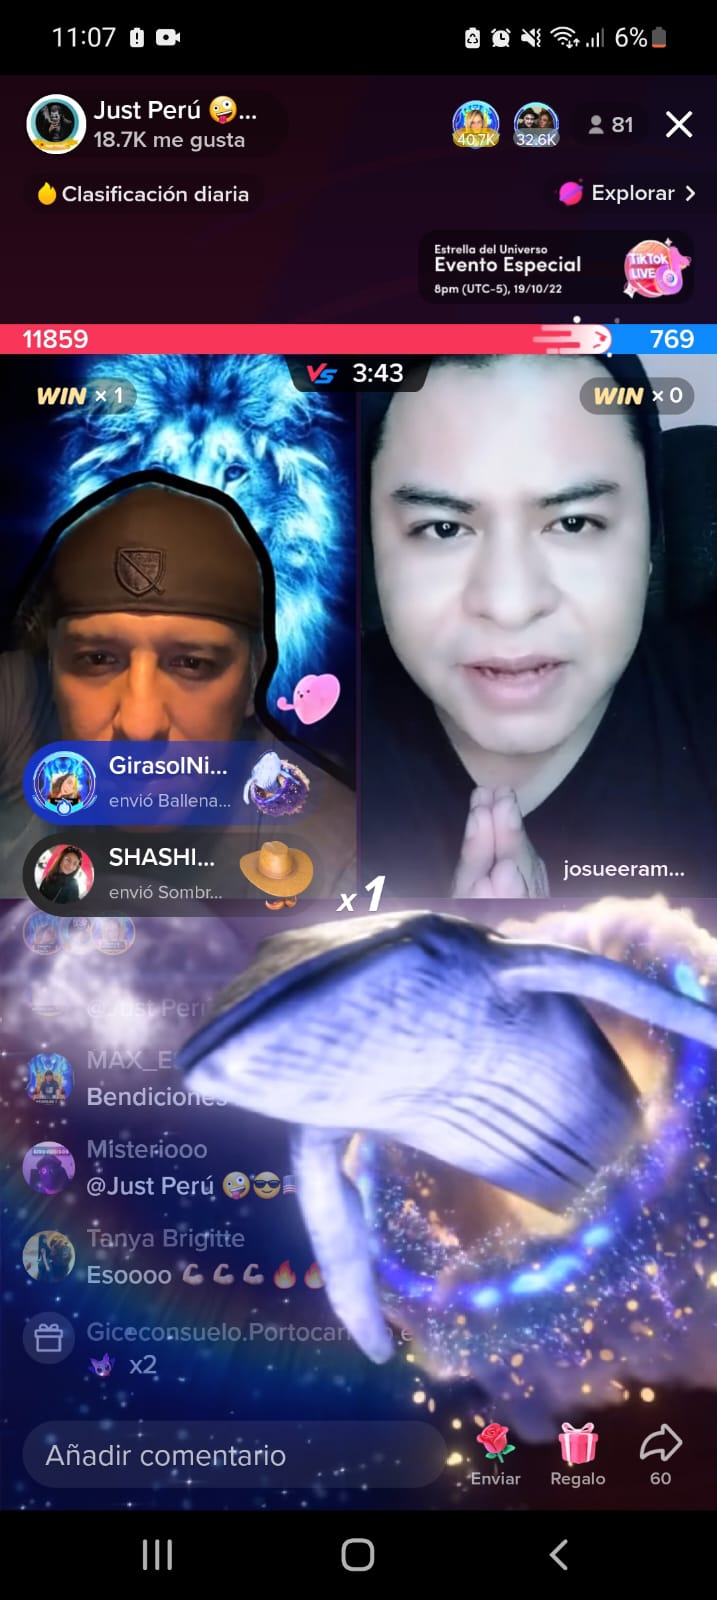 11:07
6%
Just Perú 🤪...
18.7K me gusta
40.7K
32.6K
81
Clasificación diaria
Explorar
Estrella del Universo
Evento Especial
8pm (UTC-5), 19/10/22
TikTok
LIVE
11859
769
VS 3:43
WIN × 1
WIN × 0
GirasolNi...
envió Ballena...
SHASHI...
envió Sombr...
x1
josueeram...
@Just Perú
MAX_E
Bendiciones
Misteriooo
@Just Perú 🤪😎🇺🇸
Tanya Brigitte
Esoooo 💪💪💪🔥🔥
x2
Añadir comentario
Enviar
Regalo
60